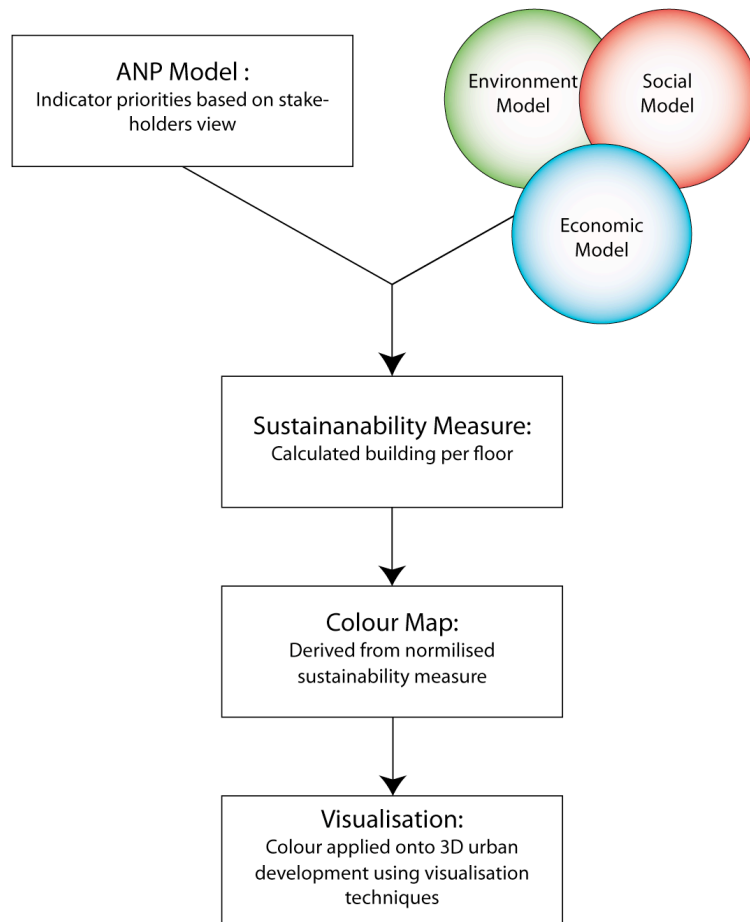 ANP Model :
Indicator priorities based on stake-
holders view
Environment
Model
Social
Model
Economic
Model
Sustainanability Measure:
Calculated building per floor
Colour Map:
Derived from normilised
sustainability measure
Visualisation:
Colour applied onto 3D urban
development using visualisation
techniques